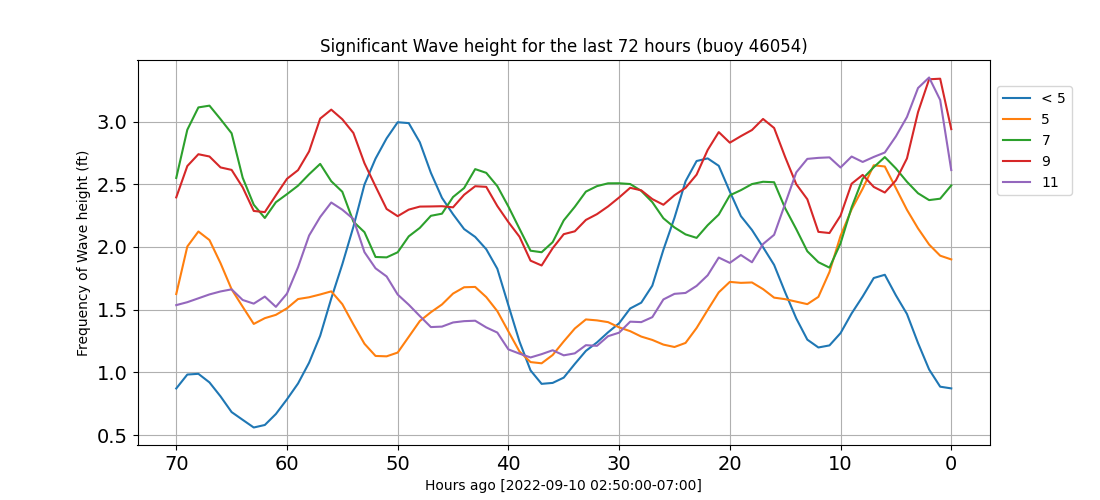 Significant Wave height for the last 72 hours (buoy 46054)
Frequency of Wave height (ft)
3.0
2.5
2.0
1.5
1.0
0.5
70 60 50 40 30 20 10 0
Hours ago [2022-09-10 02:50:00-07:00]
< 5
5
7
9
11